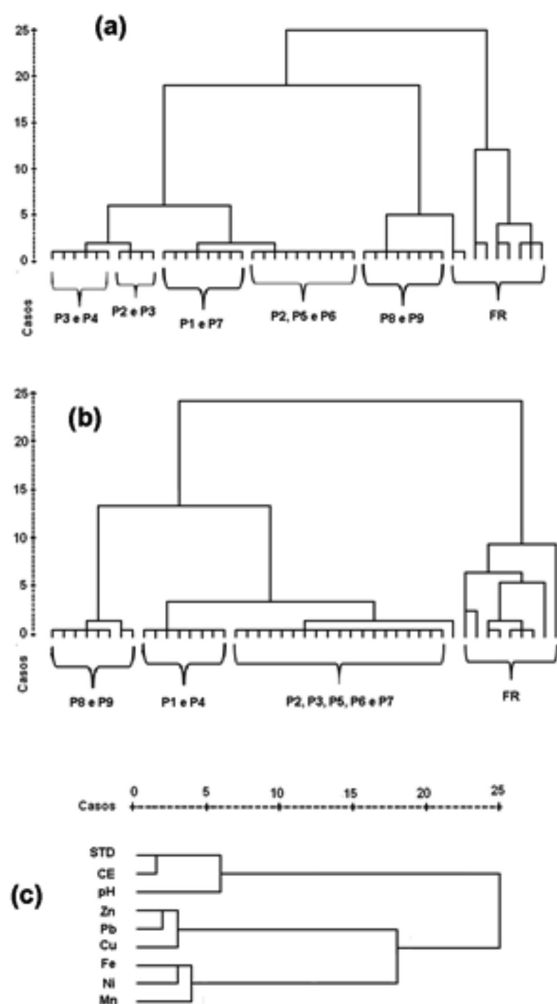 (a)
25
20
15
10
5
0
Casos
P3 e P4
P2 e P3
P1 e P7
P2, P5 e P6
P8 e P9
FR
(b)
25
20
15
10
5
0
Casos
P8 e P9
P1 e P4
P2, P3, P5, P6 e P7
FR
(c)
Casos
0 5 10 15 20 25
STD
CE
pH
Zn
Pb
Cu
Fe
Ni
Mn